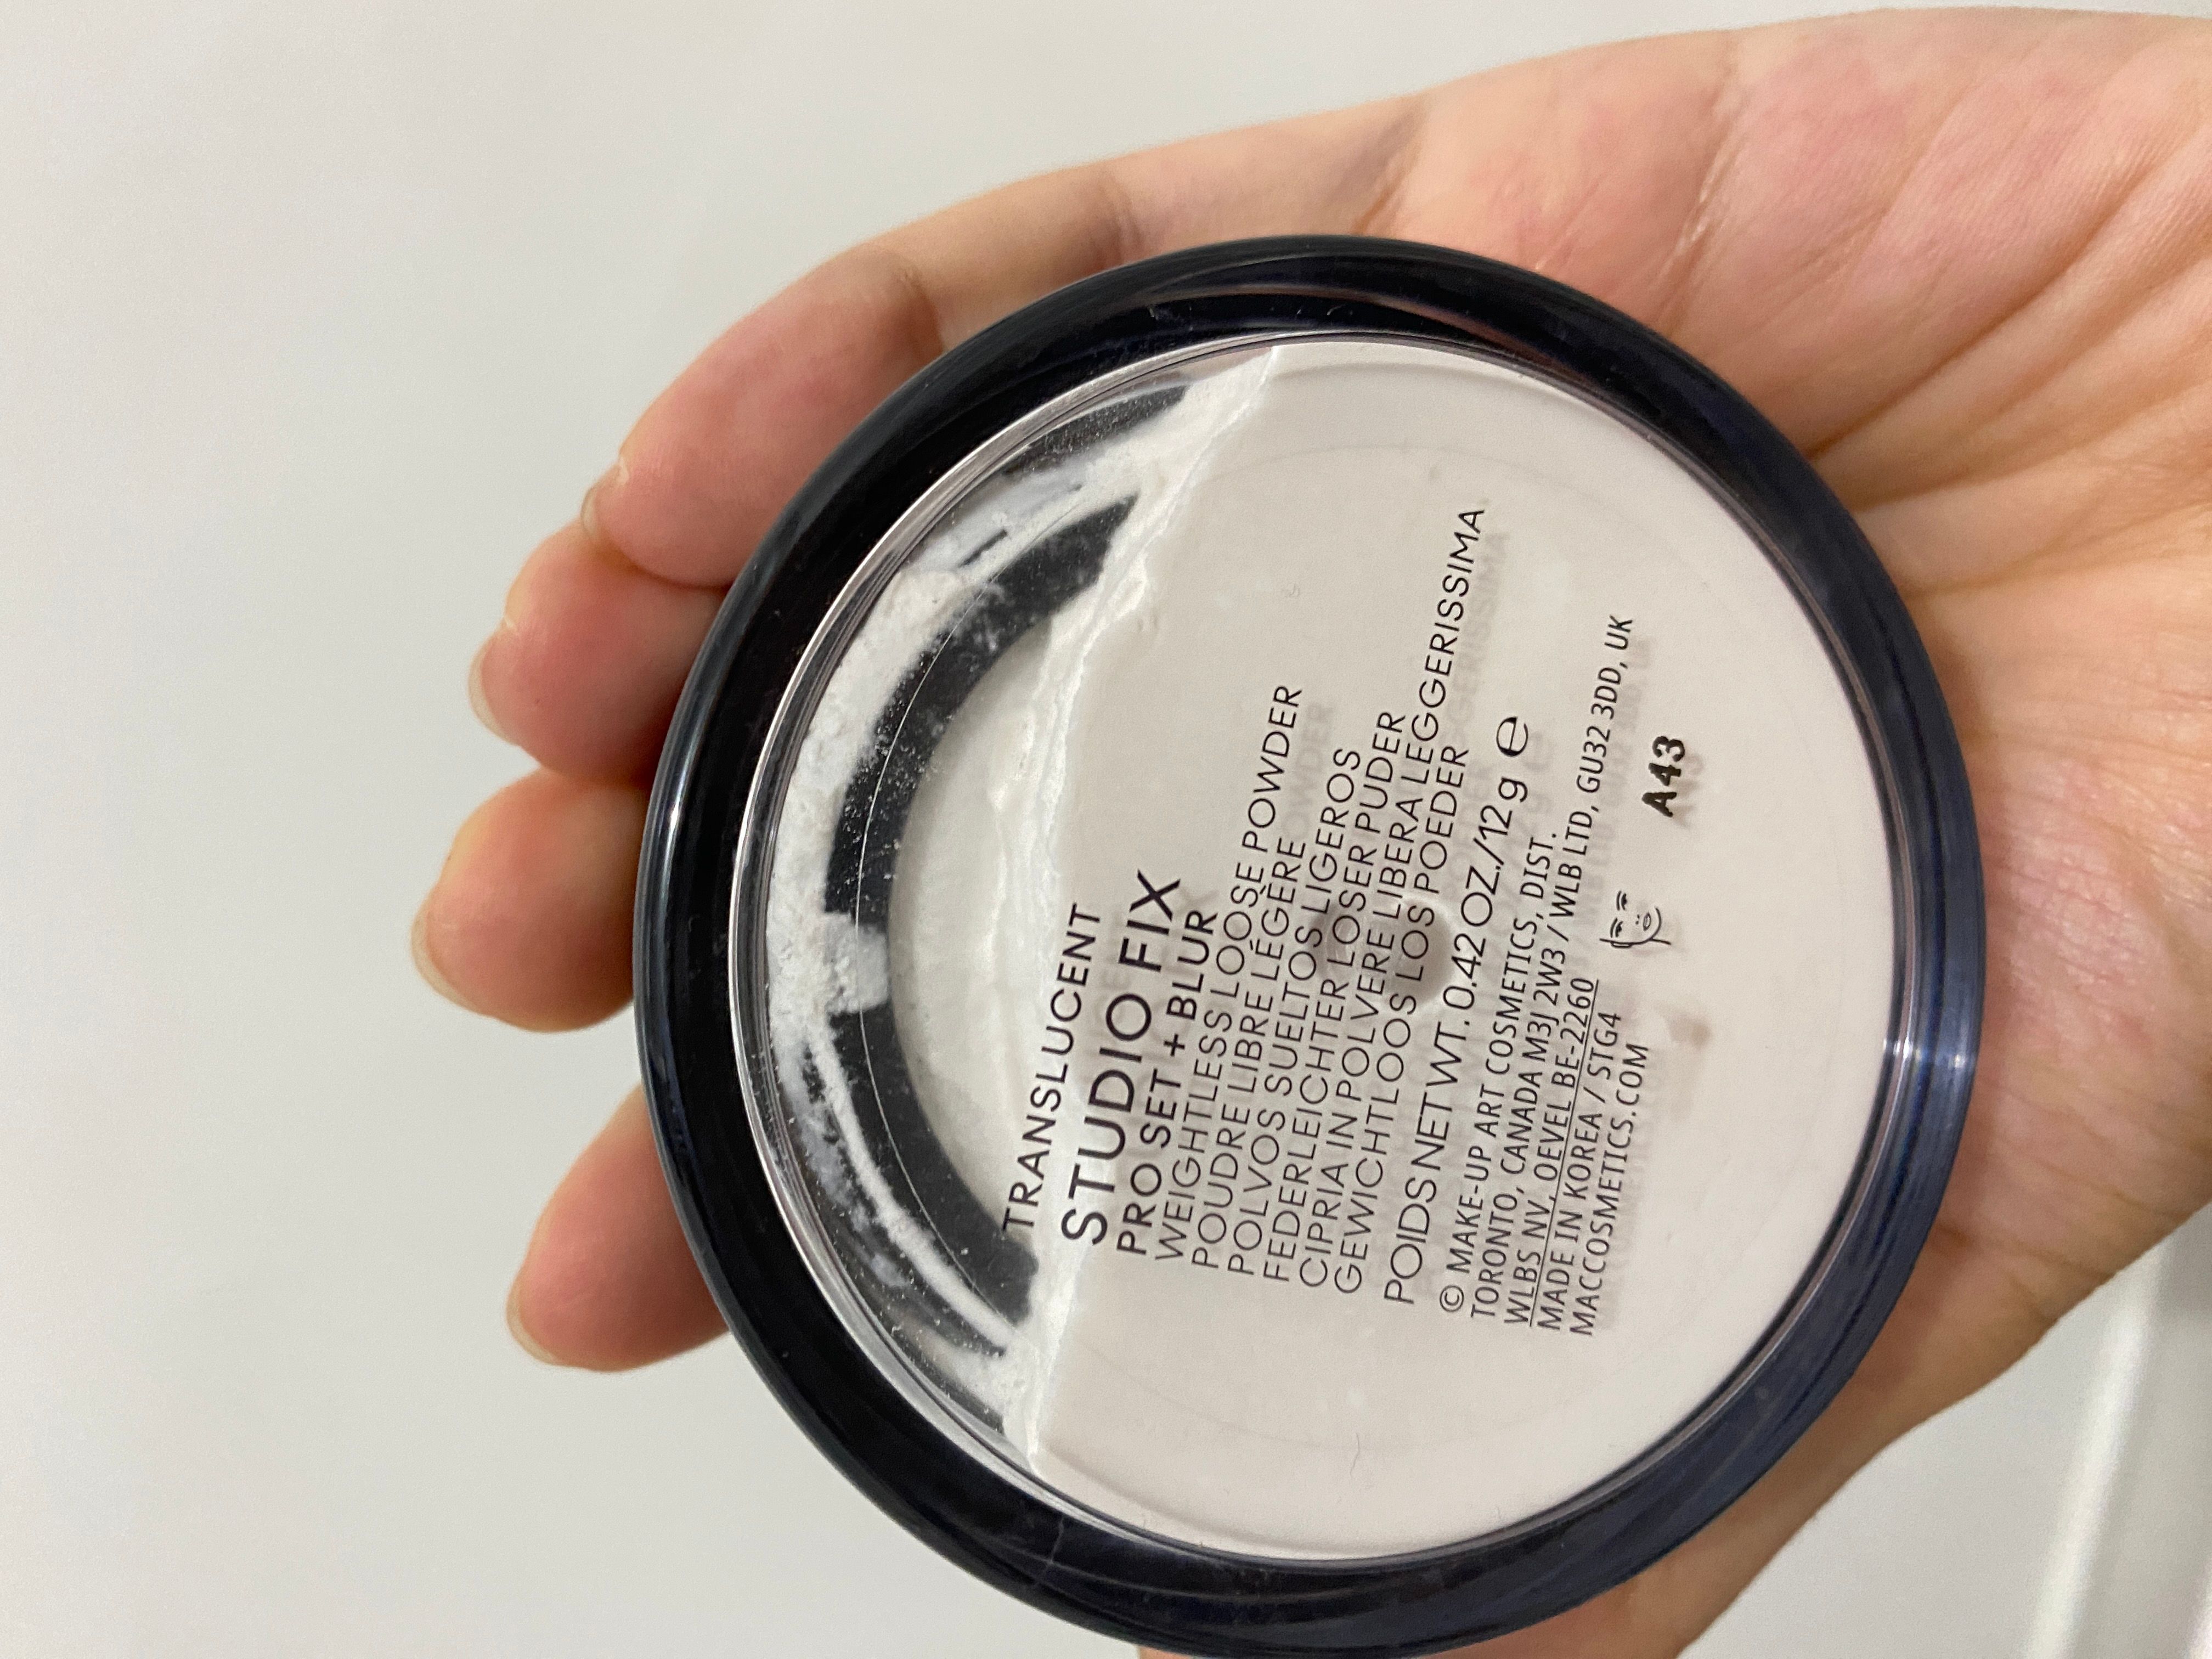 TRANSLUCENT
STUDIO FIX
PRO SET + BLUR
WEIGHTLESS LOOSE POWDER
POUDRE LIBRE LÉGÈRE
POLVOS SUELTOS LIGEROS
FEDERLEICHTER LOSER PUDER
CIPRIA IN POLVERE LIBERA LEGGERISSIMA
GEWICHTLOOS LOS POEDER
POIDS NET WT. 0.42 OZ./12 g ℮
© MAKE-UP ART COSMETICS, DIST.
TORONTO, CANADA M3J 2W3 / WLB LTD, GU32 3DD, UK
WLBS NV, OEVEL BE-2260
MADE IN KOREA / STG4
MACCOSMETICS.COM
A43